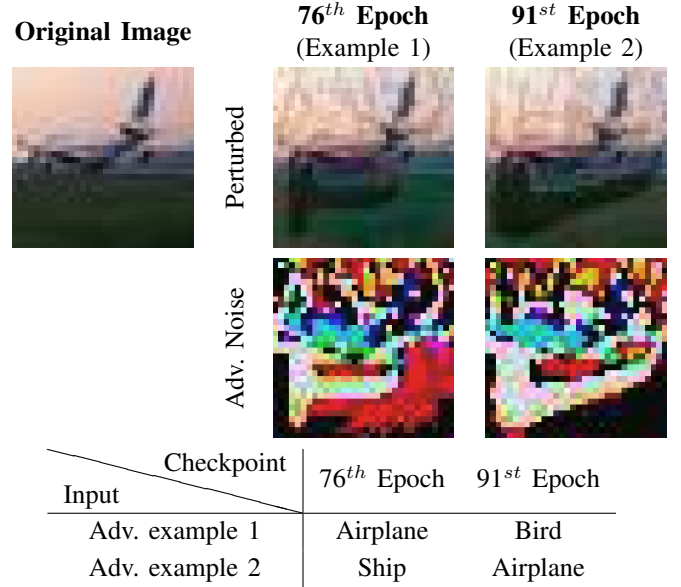 Original Image
76th Epoch
(Example 1)
91st Epoch
(Example 2)
Perturbed
Adv. Noise
Checkpoint
Input
76th Epoch 91st Epoch
Adv. example 1 Airplane Bird
Adv. example 2 Ship Airplane